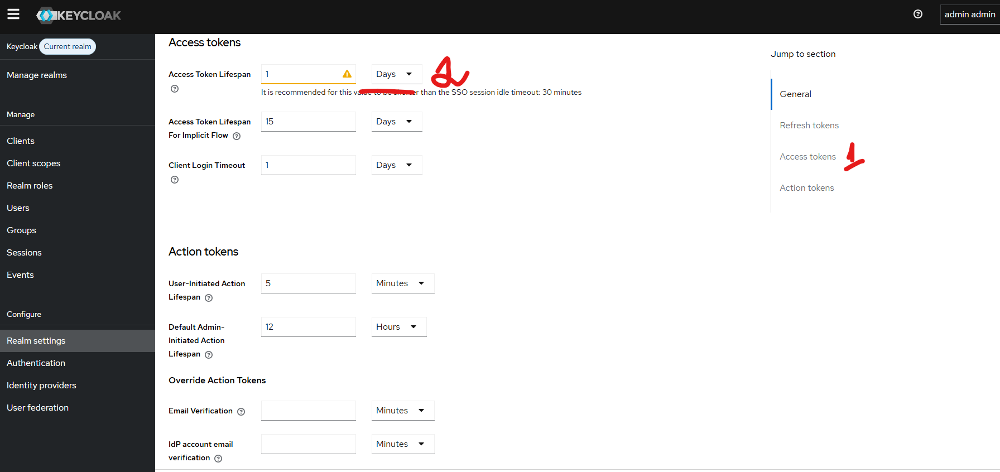 KEYCLOAK
admin admin
Keycloak Current realm
Manage realms
Manage
Clients
Client scopes
Realm roles
Users
Groups
Sessions
Events
Configure
Realm settings
Authentication
Identity providers
User federation
Access tokens
Access Token Lifespan
1
Days
2
It is recommended for this value to be shorter than the SSO session idle timeout: 30 minutes
Access Token Lifespan
For Implicit Flow
15
Days
Client Login Timeout
1
Days
Action tokens
User-Initiated Action
Lifespan
5
Minutes
Default Admin-
Initiated Action
Lifespan
12
Hours
Override Action Tokens
Email Verification
Minutes
IdP account email
verification
Minutes
Jump to section
General
Refresh tokens
Access tokens
1
Action tokens